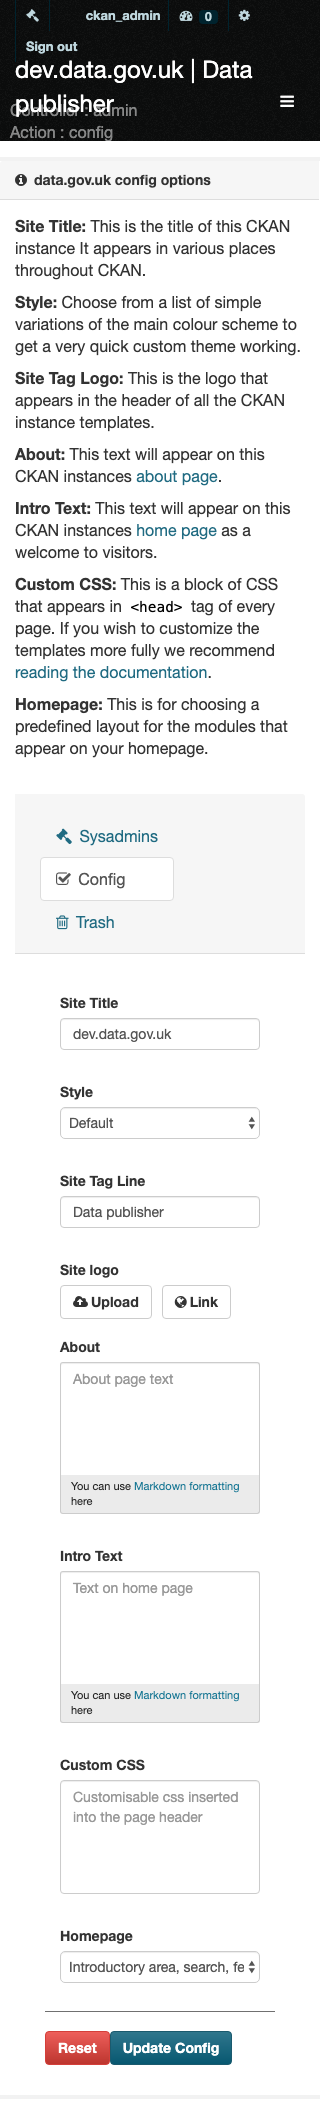 ckan_admin 0
Sign out
dev.data.gov.uk | Data
publisher
Controller : admin
Action : config
data.gov.uk config options
Site Title: This is the title of this CKAN
instance It appears in various places
throughout CKAN.
Style: Choose from a list of simple
variations of the main colour scheme to
get a very quick custom theme working.
Site Tag Logo: This is the logo that
appears in the header of all the CKAN
instance templates.
About: This text will appear on this
CKAN instances about page.
Intro Text: This text will appear on this
CKAN instances home page as a
welcome to visitors.
Custom CSS: This is a block of CSS
that appears in <head> tag of every
page. If you wish to customize the
templates more fully we recommend
reading the documentation.
Homepage: This is for choosing a
predefined layout for the modules that
appear on your homepage.
Sysadmins
Config
Trash
Site Title
dev.data.gov.uk
Style
Default
Site Tag Line
Data publisher
Site logo
Upload Link
About
About page text
You can use Markdown formatting
here
Intro Text
Text on home page
You can use Markdown formatting
here
Custom CSS
Customisable css inserted
into the page header
Homepage
Introductory area, search, fe
Reset Update Config